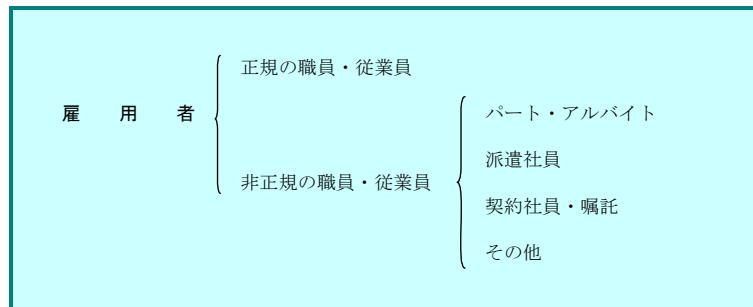 正規の職員・従業員
雇用者
パート・アルバイト
派遣社員
非正規の職員・従業員
契約社員・嘱託
その他